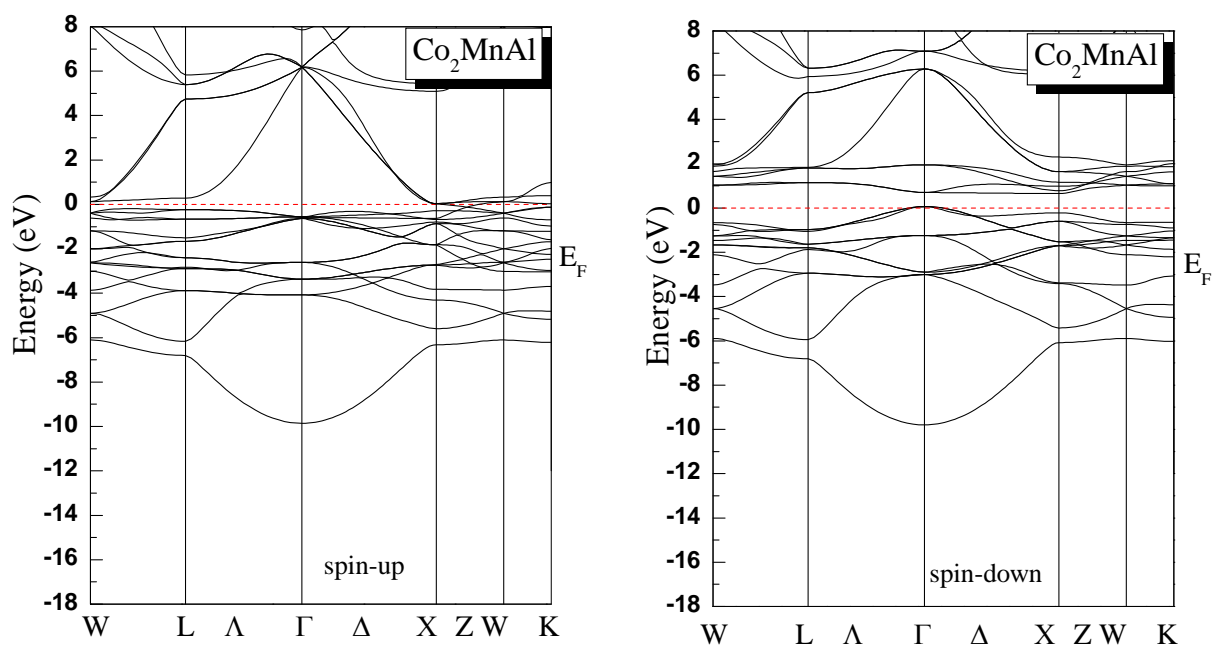 Co2MnAl
8
6
4
2
0
-2
-4
-6
-8
-10
-12
-14
-16
-18
Energy (eV)
EF
spin-up
W L Λ Γ Δ X Z W K
Co2MnAl
8
6
4
2
0
-2
-4
-6
-8
-10
-12
-14
-16
-18
Energy (eV)
EF
spin-down
W L Λ Γ Δ X Z W K